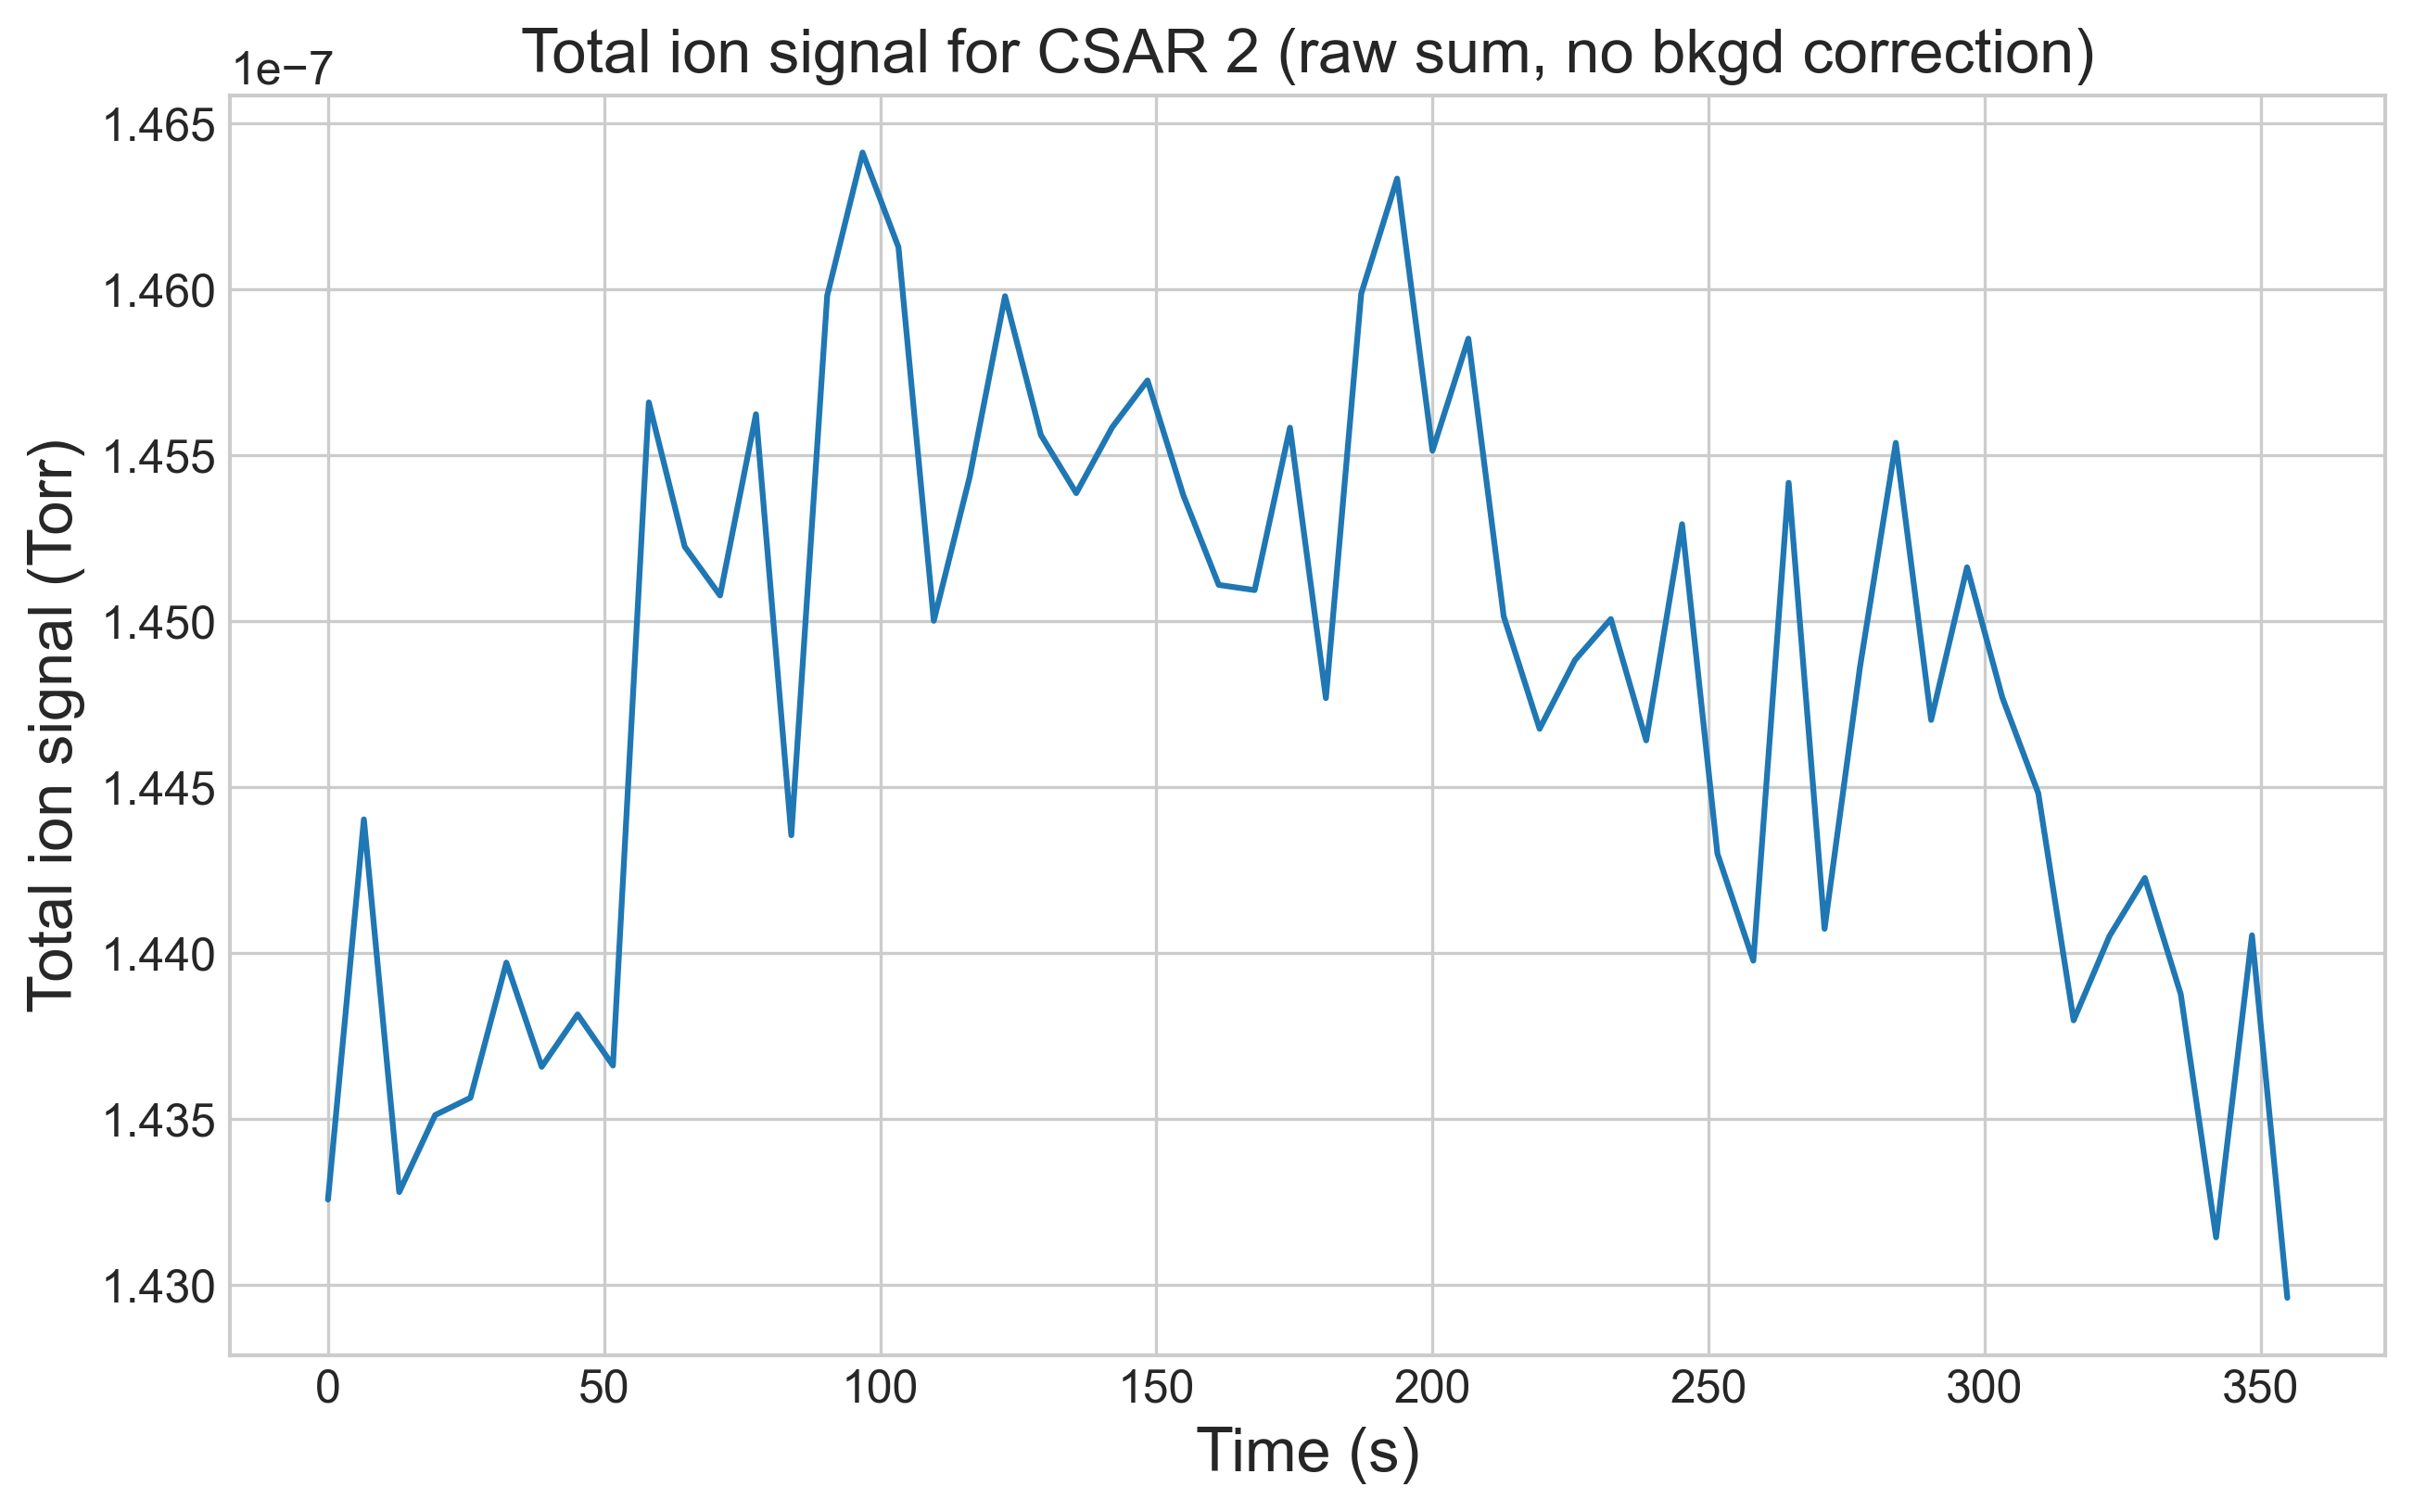 Total ion signal for CSAR 2 (raw sum, no bkgd correction)
1e−7
1.465
1.460
1.455
1.450
1.445
1.440
1.435
1.430
Total ion signal (Torr)
0 50 100 150 200 250 300 350
Time (s)